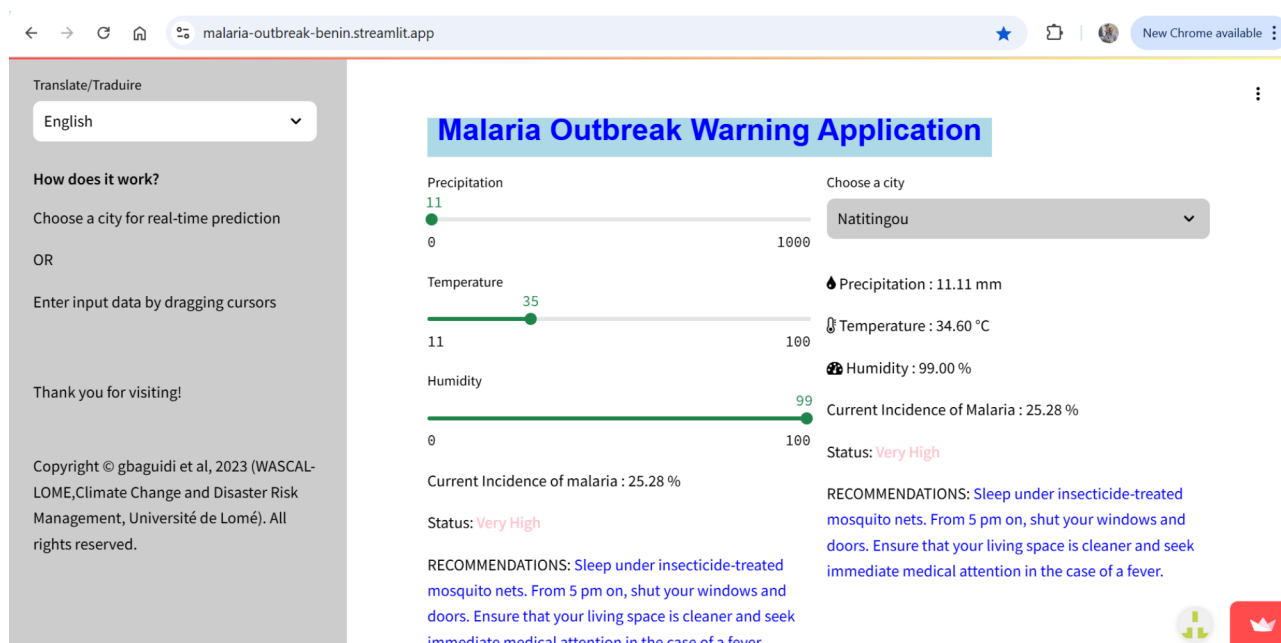 malaria-outbreak-benin.streamlit.app
New Chrome available
Translate/Traduire
English
How does it work?
Choose a city for real-time prediction
OR
Enter input data by dragging cursors
Thank you for visiting!
Copyright © gbaguidi et al, 2023 (WASCAL-
LOME,Climate Change and Disaster Risk
Management, Université de Lomé). All
rights reserved.
Malaria Outbreak Warning Application
Precipitation
11
0 1000
Temperature
35
11 100
Humidity
99
0 100
Current Incidence of malaria : 25.28 %
Status: Very High
RECOMMENDATIONS: Sleep under insecticide-treated
mosquito nets. From 5 pm on, shut your windows and
doors. Ensure that your living space is cleaner and seek
immediate medical attention in the case of a fever.
Choose a city
Natitingou
Precipitation : 11.11 mm
Temperature : 34.60 °C
Humidity : 99.00 %
Current Incidence of Malaria : 25.28 %
Status: Very High
RECOMMENDATIONS: Sleep under insecticide-treated
mosquito nets. From 5 pm on, shut your windows and
doors. Ensure that your living space is cleaner and seek
immediate medical attention in the case of a fever.